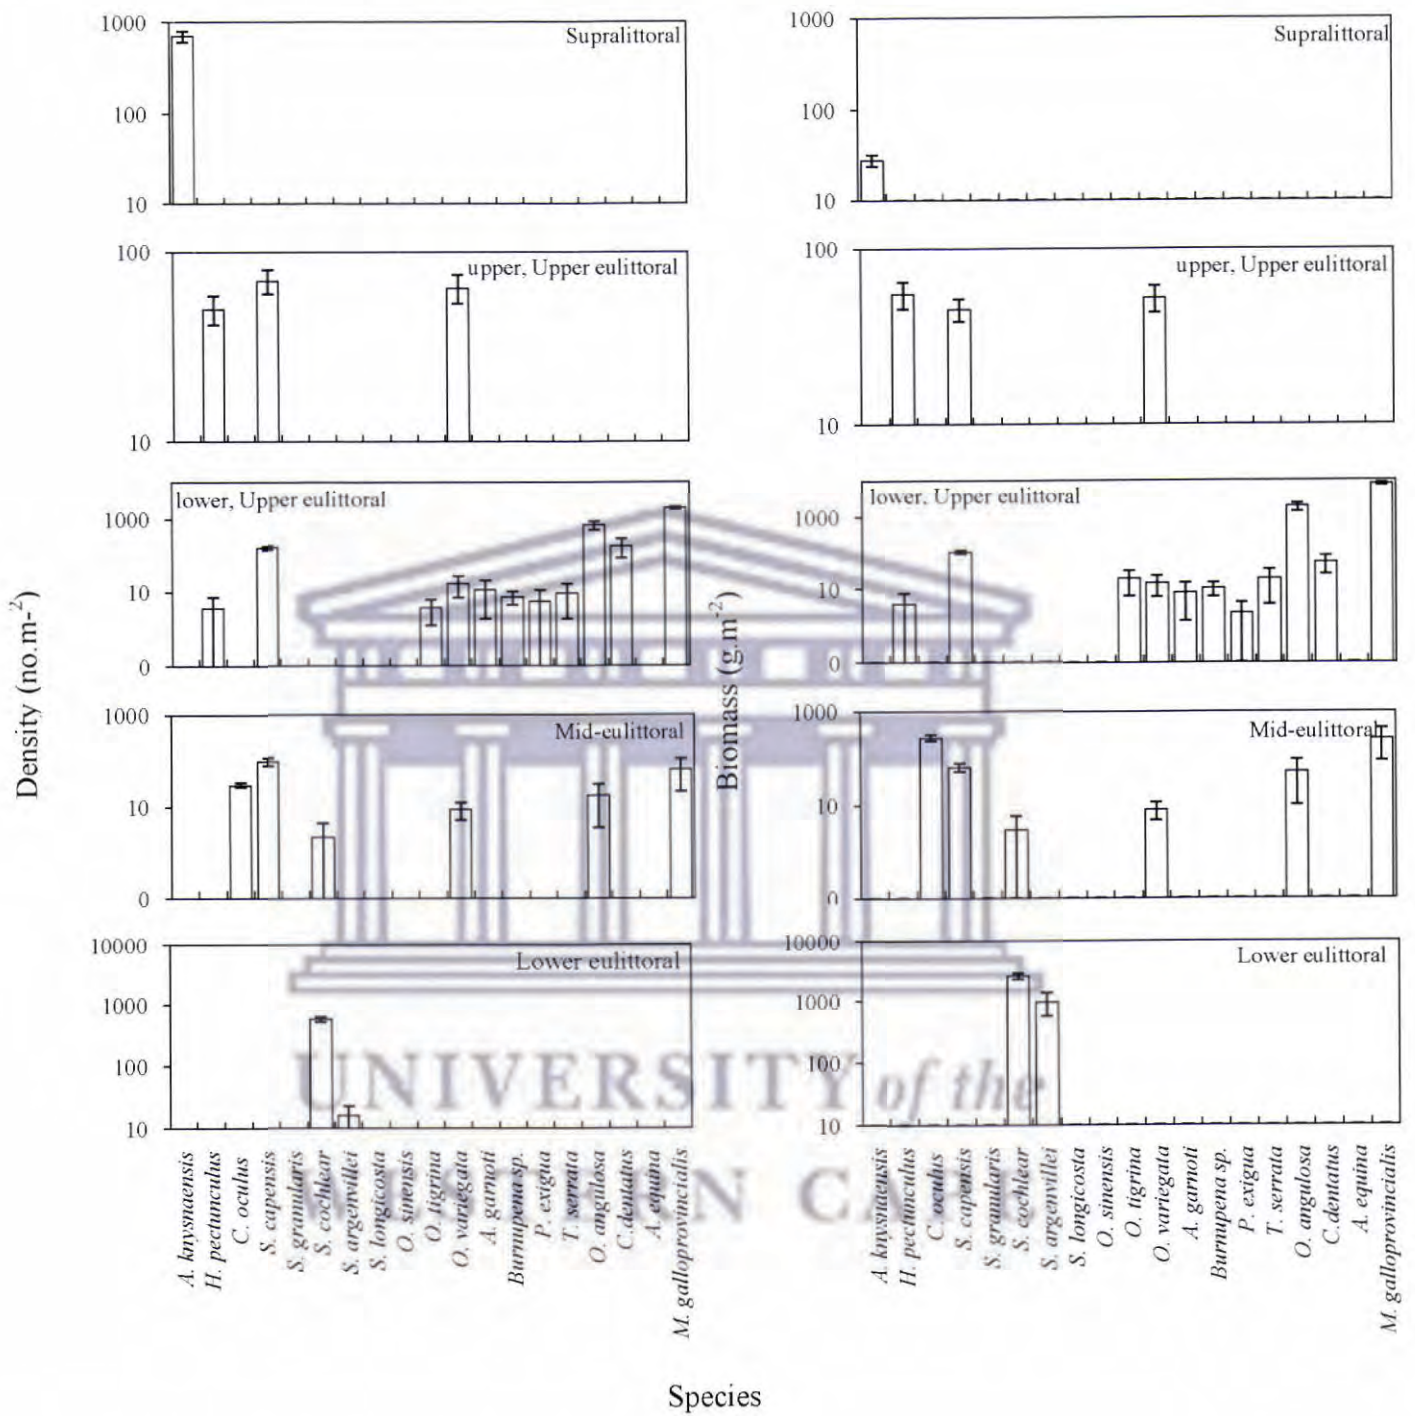 1000
100
10
Supralittoral
1000
100
10
Supralittoral
100
10
upper, Upper eulittoral
100
10
upper, Upper eulittoral
1000
10
0
lower, Upper eulittoral
1000
10
0
lower, Upper eulittoral
1000
10
0
Mid-eulittoral
1000
10
0
Mid-eulittoral
10000
1000
100
10
Lower eulittoral
10000
1000
100
10
Lower eulittoral
Density (no.m-²)
Biomass (g.m⁻²)
UNIVERSITY of the
WESTERN CAPE
A. knysnaensis
H. pectunculus
C. oculus
S. capensis
S. granularis
S. cochlear
S. argenvillei
S. longicosta
O. sinensis
O. tigrina
O. variegata
A. garnoti
Burnupena sp.
P. exigua
T. serrata
O. angulosa
C.dentatus
A. equina
M. galloprovincialis
A. knysnaensis
H. pectunculus
C. oculus
S. capensis
S. granularis
S. cochlear
S. argenvillei
S. longicosta
O. sinensis
O. tigrina
O. variegata
A. garnoti
Burnupena sp.
P. exigua
T. serrata
O. angulosa
C.dentatus
A. equina
M. galloprovincialis
Species